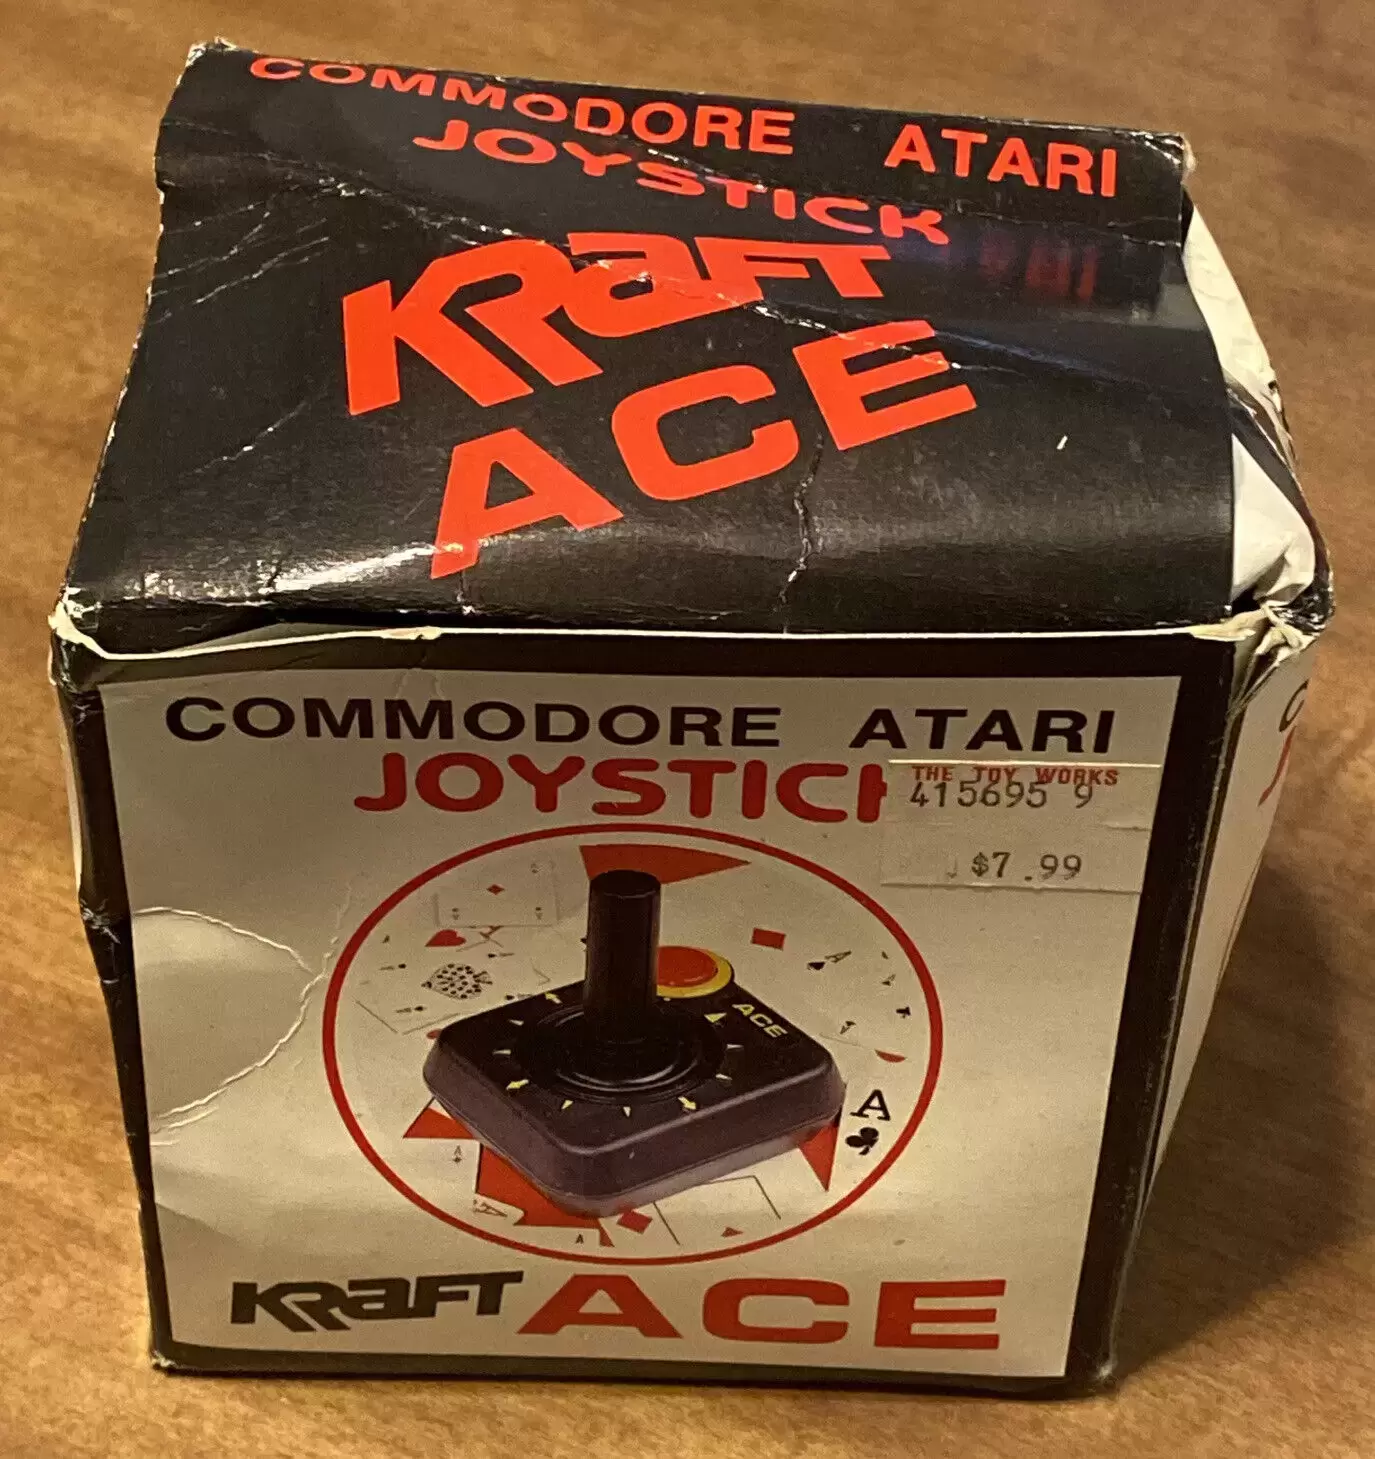 COMMODORE ATARI
JOYSTICK
KRAFT
ACE
COMMODORE ATARI
JOYSTICK
THE TOY WORKS
415695 9
$7.99
ACE
A
KRAFT ACE